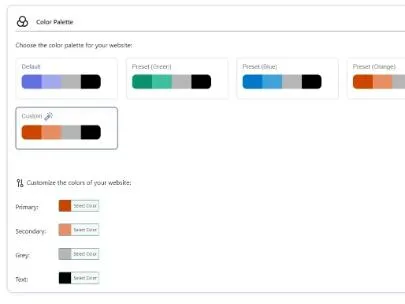 Color Palette
Choose the color palette for your website:
Default
Preset (Green)
Preset (Blue)
Preset (Orange)
Custom
Customize the colors of your website:
Primary: Select Color
Secondary: Select Color
Grey: Select Color
Text: Select Color